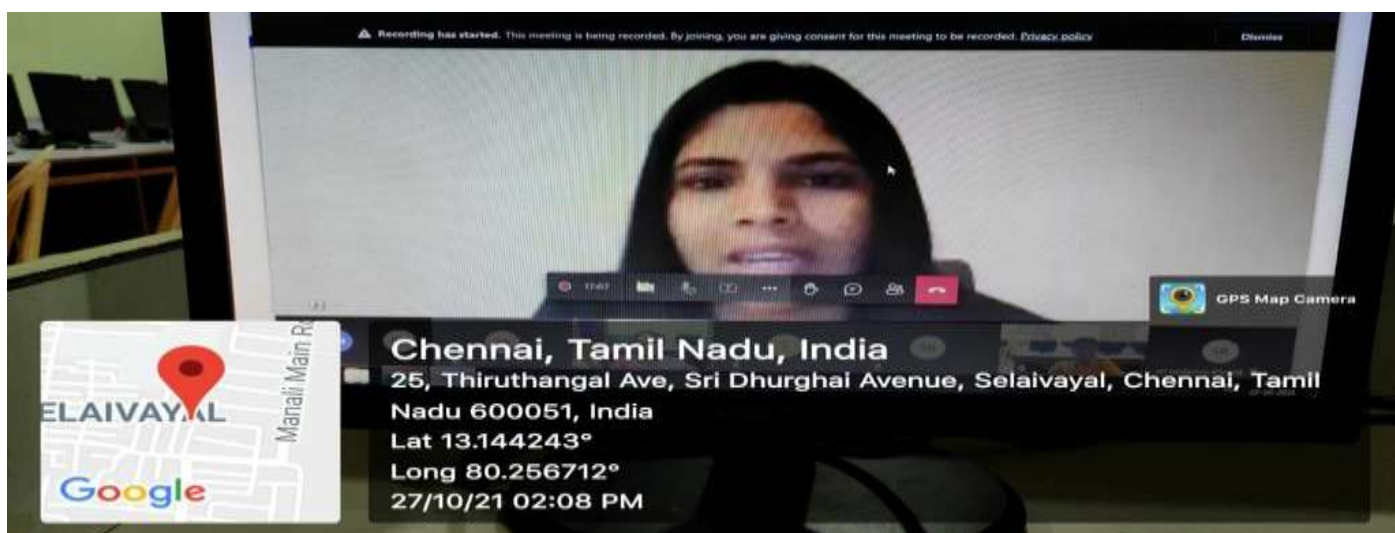 Recording has started. This meeting is being recorded. By joining, you are giving consent for this meeting to be recorded. Privacy policy
Dismiss
GPS Map Camera
Manali Main R
ELAIVAYAL
Google
Chennai, Tamil Nadu, India
25, Thiruthangal Ave, Sri Dhurghai Avenue, Selaivayal, Chennai, Tamil
Nadu 600051, India
Lat 13.144243°
Long 80.256712°
27/10/21 02:08 PM